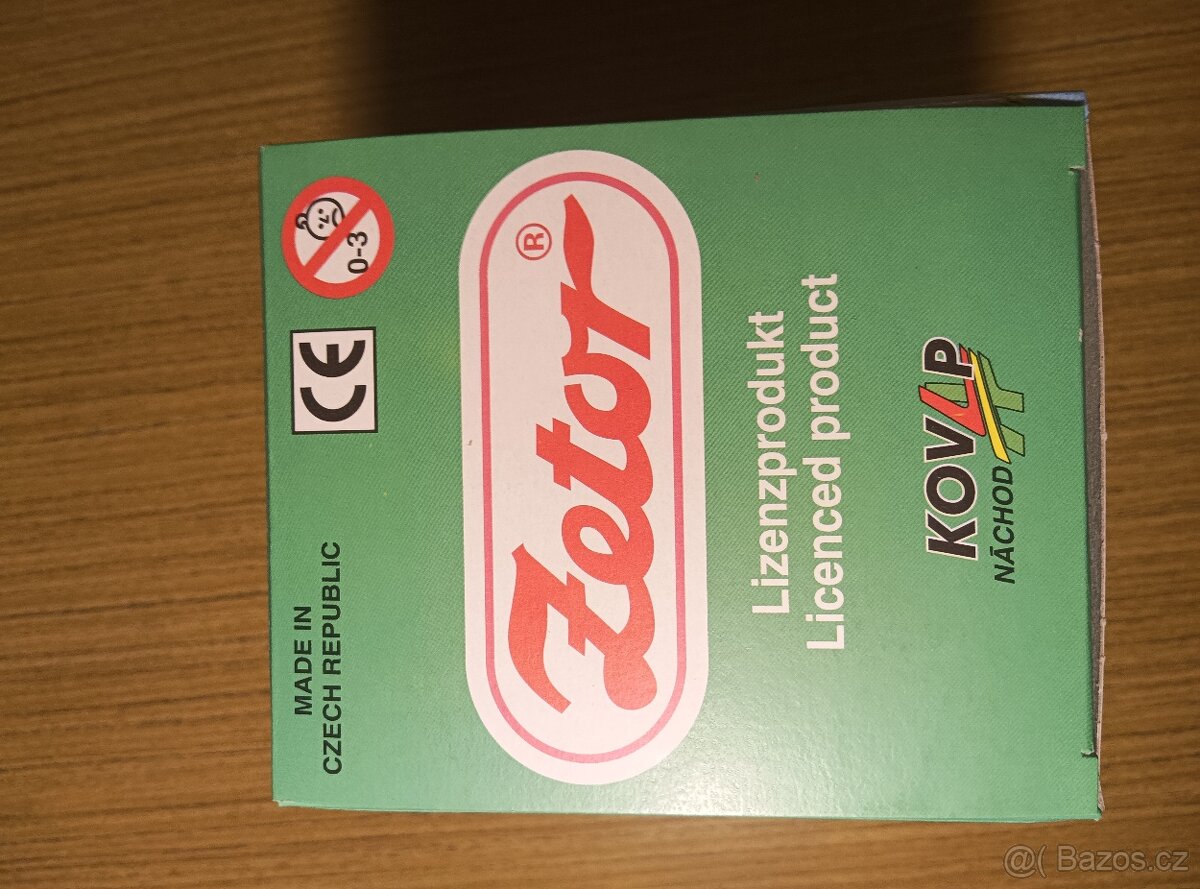 MADE IN
CZECH REPUBLIC
CE
0-3
Zetor®
Lizenzprodukt
Licenced product
KOVAP
NÁCHOD
@( Bazos.cz